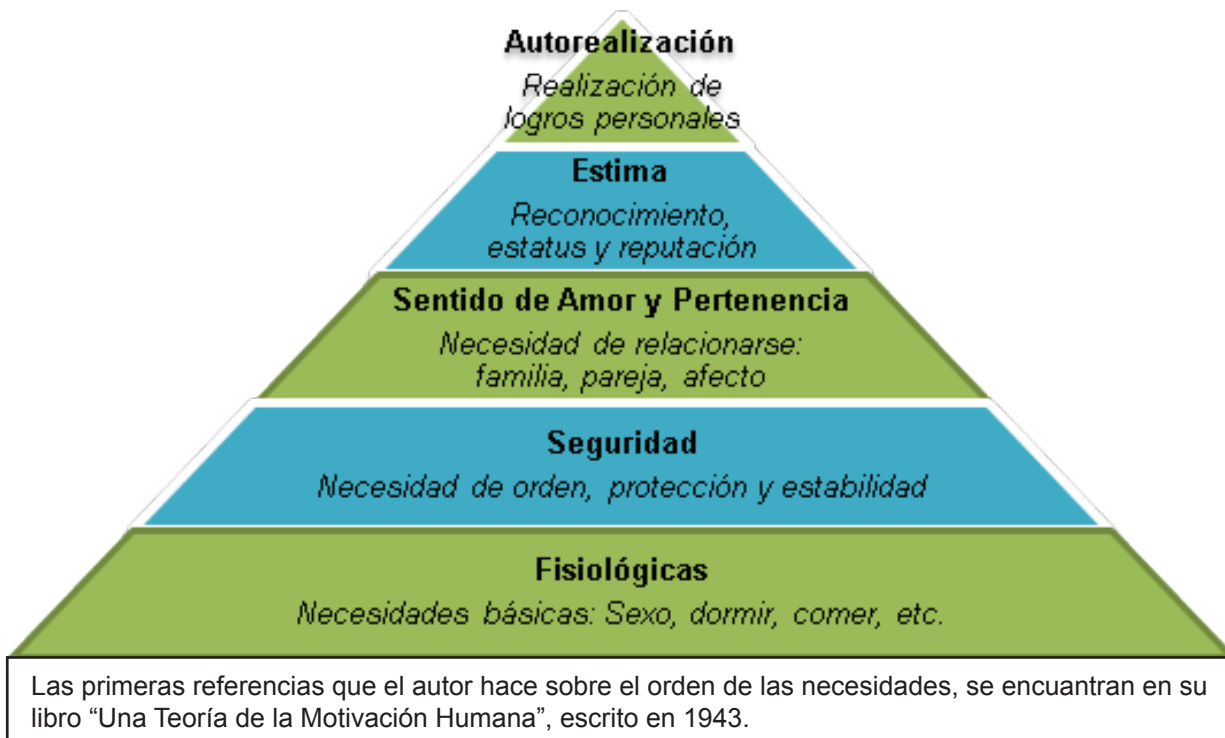 Autorealización
Realización de
logros personales
Estima
Reconocimiento,
estatus y reputación
Sentido de Amor y Pertenencia
Necesidad de relacionarse:
familia, pareja, afecto
Seguridad
Necesidad de orden, protección y estabilidad
Fisiológicas
Necesidades básicas: Sexo, dormir, comer, etc.
Las primeras referencias que el autor hace sobre el orden de las necesidades, se encuantran en su
libro “Una Teoría de la Motivación Humana”, escrito en 1943.